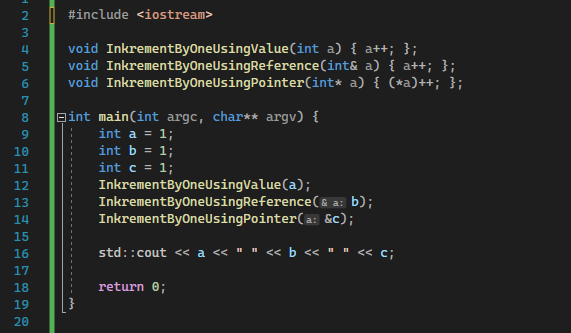 1
2 #include <iostream>
3
4 void InkrementByOneUsingValue(int a) { a++; };
5 void InkrementByOneUsingReference(int& a) { a++; };
6 void InkrementByOneUsingPointer(int* a) { (*a)++; };
7
8 int main(int argc, char** argv) {
9 int a = 1;
10 int b = 1;
11 int c = 1;
12 InkrementByOneUsingValue(a);
13 InkrementByOneUsingReference(& a: b);
14 InkrementByOneUsingPointer(a: &c);
15
16 std::cout << a << " " << b << " " << c;
17
18 return 0;
19 }
20